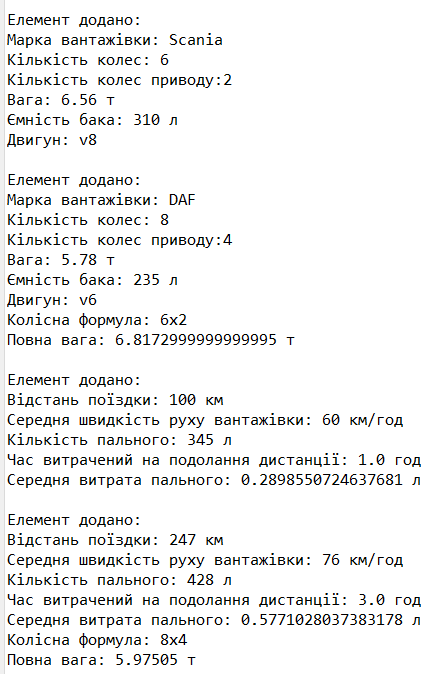 Елемент додано:
Марка вантажівки: Scania
Кількість колес: 6
Кількість колес приводу:2
Вага: 6.56 т
Ємність бака: 310 л
Двигун: v8
Елемент додано:
Марка вантажівки: DAF
Кількість колес: 8
Кількість колес приводу:4
Вага: 5.78 т
Ємність бака: 235 л
Двигун: v6
Колісна формула: 6x2
Повна вага: 6.8172999999999995 т
Елемент додано:
Відстань поїздки: 100 км
Середня швидкість руху вантажівки: 60 км/год
Кількість пального: 345 л
Час витрачений на подолання дистанції: 1.0 год
Середня витрата пального: 0.2898550724637681 л
Елемент додано:
Відстань поїздки: 247 км
Середня швидкість руху вантажівки: 76 км/год
Кількість пального: 428 л
Час витрачений на подолання дистанції: 3.0 год
Середня витрата пального: 0.5771028037383178 л
Колісна формула: 8x4
Повна вага: 5.97505 т